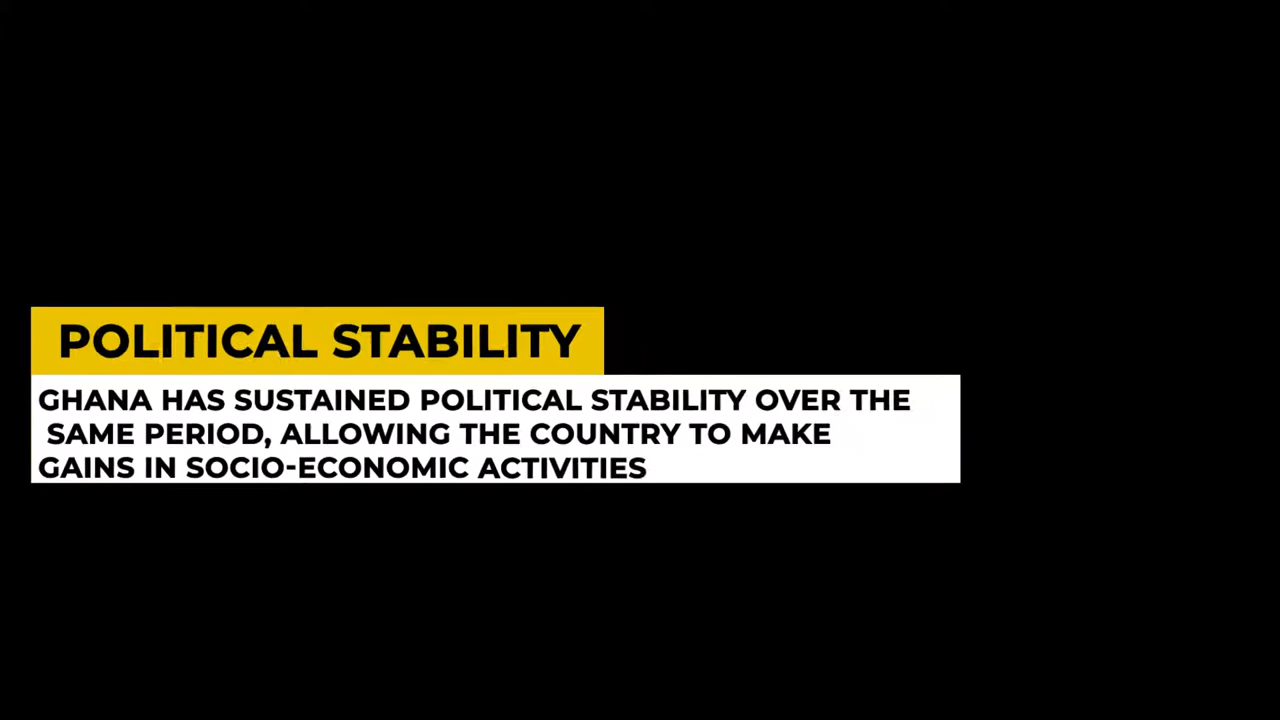 POLITICAL STABILITY
GHANA HAS SUSTAINED POLITICAL STABILITY OVER THE
SAME PERIOD, ALLOWING THE COUNTRY TO MAKE
GAINS IN SOCIO-ECONOMIC ACTIVITIES